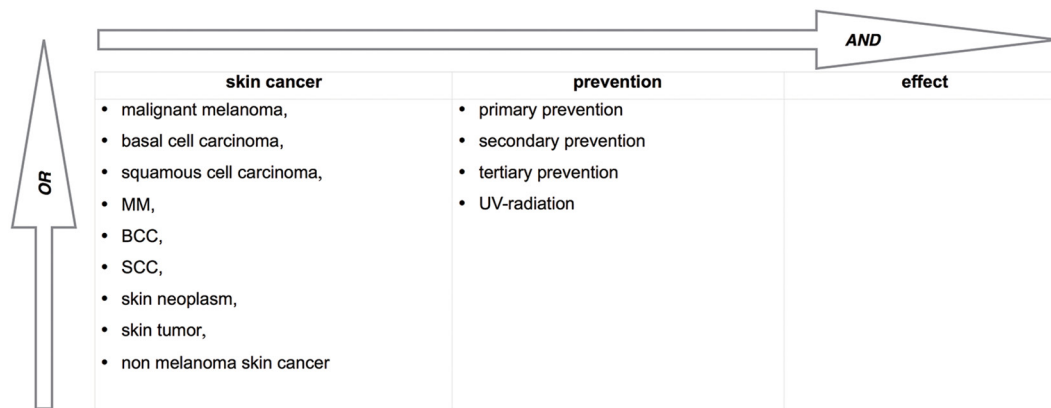 AND
skin cancer prevention effect
OR
• malignant melanoma,
• basal cell carcinoma,
• squamous cell carcinoma,
• MM,
• BCC,
• SCC,
• skin neoplasm,
• skin tumor,
• non melanoma skin cancer
• primary prevention
• secondary prevention
• tertiary prevention
• UV-radiation